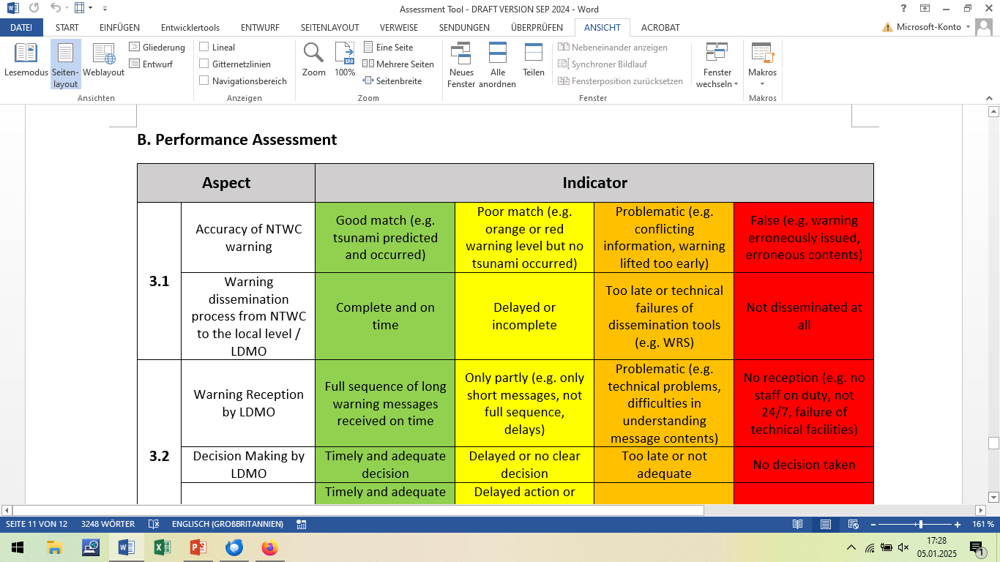 Assessment Tool - DRAFT VERSION SEP 2024 - Word
DATEI START EINFÜGEN Entwicklertools ENTWURF SEITENLAYOUT VERWEISE SENDUNGEN ÜBERPRÜFEN ANSICHT ACROBAT Microsoft-Konto
Lesemodus
Seiten-
layout
Weblayout
Gliederung
Entwurf
Ansichten
Lineal
Gitternetzlinien
Navigationsbereich
Anzeigen
Zoom
100
100%
Eine Seite
Mehrere Seiten
Seitenbreite
Zoom
Neues
Fenster
Alle
anordnen
Teilen
Nebeneinander anzeigen
Synchroner Bildlauf
Fensterposition zurücksetzen
Fenster
wechseln
Fenster
Makros
Makros
B. Performance Assessment
Aspect
Indicator
3.1
Accuracy of NTWC
warning
Good match (e.g.
tsunami predicted
and occurred)
Poor match (e.g.
orange or red
warning level but no
tsunami occurred)
Problematic (e.g.
conflicting
information, warning
lifted too early)
False (e.g. warning
erroneously issued,
erroneous contents)
Warning
dissemination
process from NTWC
to the local level /
LDMO
Complete and on
time
Delayed or
incomplete
Too late or technical
failures of
dissemination tools
(e.g. WRS)
Not disseminated at
all
3.2
Warning Reception
by LDMO
Full sequence of long
warning messages
received on time
Only partly (e.g. only
short messages, not
full sequence,
delays)
Problematic (e.g.
technical problems,
difficulties in
understanding
message contents)
No reception (e.g. no
staff on duty, not
24/7, failure of
technical facilities)
Decision Making by
LDMO
Timely and adequate
decision
Delayed or no clear
decision
Too late or not
adequate
No decision taken
Timely and adequate
Delayed action or
SEITE 11 VON 12 3248 WÖRTER ENGLISCH (GROßBRITANNIEN) 161 %
17:28
05.01.2025
1